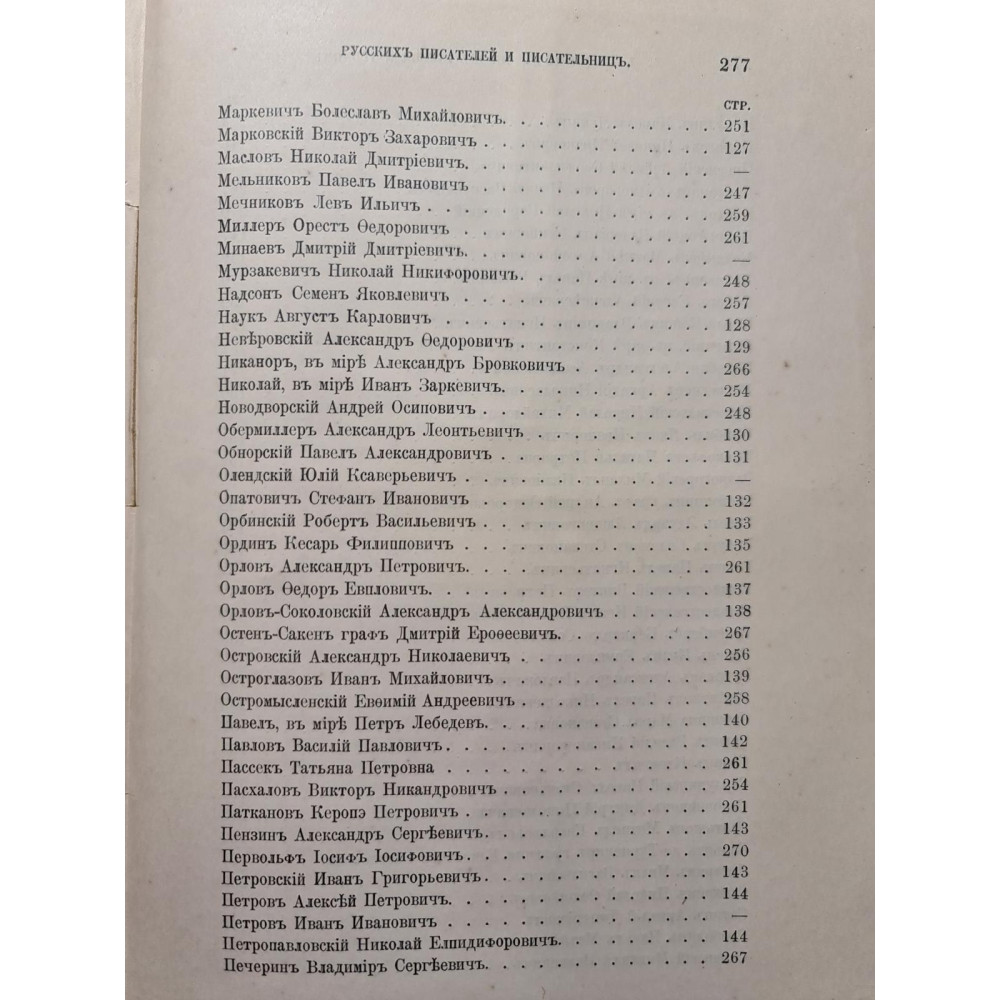 РУССКИХЪ ПИСАТЕЛЕЙ И ПИСАТЕЛЬНИЦЪ. 277
СТР.
Маркевичъ Болеславъ Михайловичъ. . . . . . . . . . . 251
Марковскій Викторъ Захаровичъ . . . . . . . . . . . . 127
Масловъ Николай Дмитріевичъ. . . . . . . . . . . . —
Мельниковъ Павелъ Ивановичъ . . . . . . . . . . . . 247
Мечниковъ Левъ Ильичъ . . . . . . . . . . . . . . 259
Миллеръ Орестъ Ѳедоровичъ . . . . . . . . . . . . 261
Минаевъ Дмитрій Дмитріевичъ. . . . . . . . . . . . —
Мурзакевичъ Николай Никифоровичъ. . . . . . . . . . 248
Надсонъ Семенъ Яковлевичъ . . . . . . . . . . . . 257
Наукъ Августъ Карловичъ . . . . . . . . . . . . . 128
Невѣровскій Александръ Ѳедоровичъ . . . . . . . . . . 129
Никаноръ, въ мірѣ Александръ Бровковичъ . . . . . . . . 266
Николай, въ мірѣ Иванъ Заркевичъ. . . . . . . . . . . 254
Новодворскій Андрей Осиповичъ . . . . . . . . . . . . 248
Обермиллеръ Александръ Леонтьевичъ . . . . . . . . . 130
Обнорскій Павелъ Александровичъ . . . . . . . . . . . 131
Олендскій Юлій Ксаверьевичъ . . . . . . . . . . . . —
Опатовичъ Стефанъ Ивановичъ . . . . . . . . . . . . 132
Орбинскій Робертъ Васильевичъ . . . . . . . . . . . . 133
Ординъ Кесарь Филипповичъ . . . . . . . . . . . . . 135
Орловъ Александръ Петровичъ. . . . . . . . . . . . 261
Орловъ Ѳедоръ Евпловичъ. . . . . . . . . . . . . . 137
Орловъ-Соколовскій Александръ Александровичъ . . . . . . 138
Остенъ-Сакенъ графъ Дмитрій Ероѳеевичъ. . . . . . . . 267
Островскій Александръ Николаевичъ . . . . . . . . . . 256
Остроглазовъ Иванъ Михайловичъ . . . . . . . . . . . 139
Остромысленскій Евѳимій Андреевичъ . . . . . . . . . . 258
Павелъ, въ мірѣ Петръ Лебедевъ. . . . . . . . . . . 140
Павловъ Василій Павловичъ. . . . . . . . . . . . . 142
Пассекъ Татьяна Петровна . . . . . . . . . . . . . 261
Пасхаловъ Викторъ Никандровичъ . . . . . . . . . . . 254
Паткановъ Керопэ Петровичъ . . . . . . . . . . . . . 261
Пензинъ Александръ Сергѣевичъ. . . . . . . . . . . . 143
Первольфъ Іосифъ Іосифовичъ. . . . . . . . . . . . . 270
Петровскій Иванъ Григорьевичъ. . . . . . . . . . . . 143
Петровъ Алексѣй Петровичъ. . . . . . . . . . . . . 144
Петровъ Иванъ Ивановичъ . . . . . . . . . . . . . —
Петропавловскій Николай Елпидифоровичъ. . . . . . . . 144
Печеринъ Владиміръ Сергѣевичъ. . . . . . . . . . . . 267